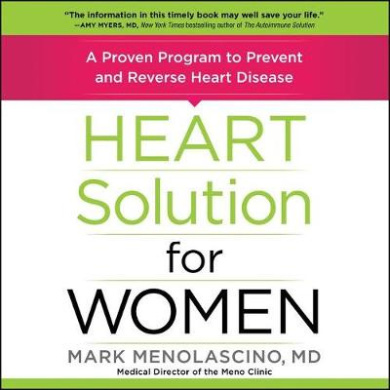 "The information in this timely book may well save your life."
—AMY MYERS, MD, New York Times bestselling author of The Autoimmune Solution
A Proven Program to Prevent
and Reverse Heart Disease
HEART
Solution
for
WOMEN
MARK MENOLASCINO, MD
Medical Director of the Meno Clinic